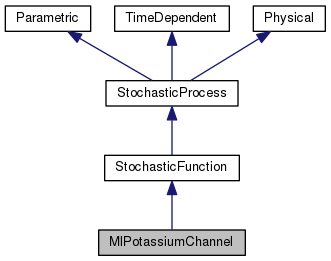 Parametric TimeDependent Physical
StochasticProcess
StochasticFunction
MlPotassiumChannel